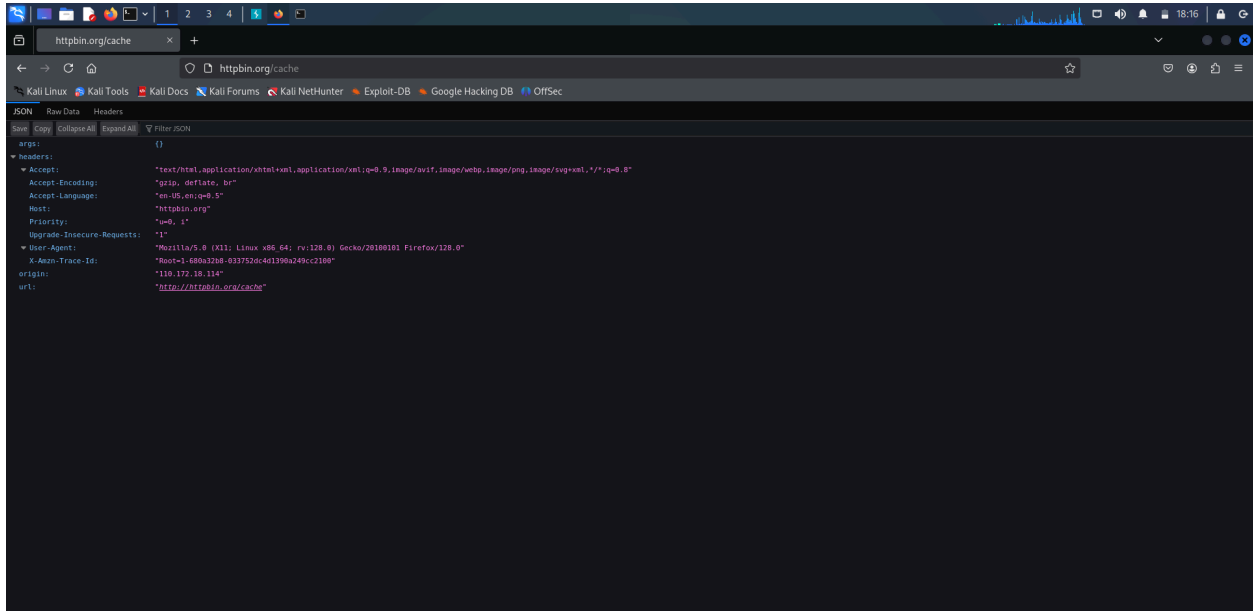 1 2 3 4 18:16
httpbin.org/cache
httpbin.org/cache
Kali Linux Kali Tools Kali Docs Kali Forums Kali NetHunter Exploit-DB Google Hacking DB OffSec
JSON Raw Data Headers
Save Copy Collapse All Expand All Filter JSON
args: {}
headers:
Accept: "text/html,application/xhtml+xml,application/xml;q=0.9,image/avif,image/webp,image/png,image/svg+xml,*/*;q=0.8"
Accept-Encoding: "gzip, deflate, br"
Accept-Language: "en-US,en;q=0.5"
Host: "httpbin.org"
Priority: "u=0, i"
Upgrade-Insecure-Requests: "1"
User-Agent: "Mozilla/5.0 (X11; Linux x86_64; rv:128.0) Gecko/20100101 Firefox/128.0"
X-Amzn-Trace-Id: "Root=1-680a32b8-033752dc4d1390a249cc2100"
origin: "110.172.18.114"
url: "http://httpbin.org/cache"